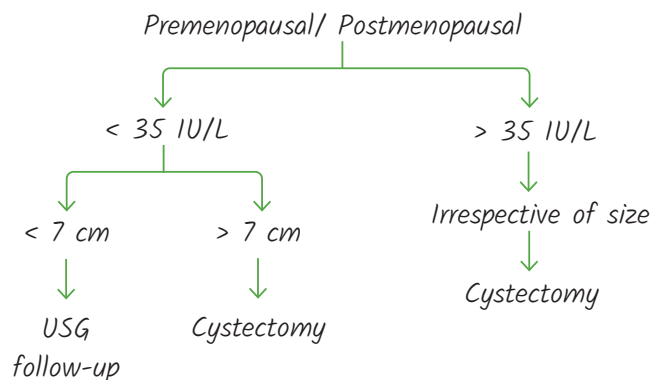 Premenopausal/ Postmenopausal
< 35 IU/L
> 35 IU/L
Irrespective of size
< 7 cm
> 7 cm
Cystectomy
USG
follow-up
Cystectomy